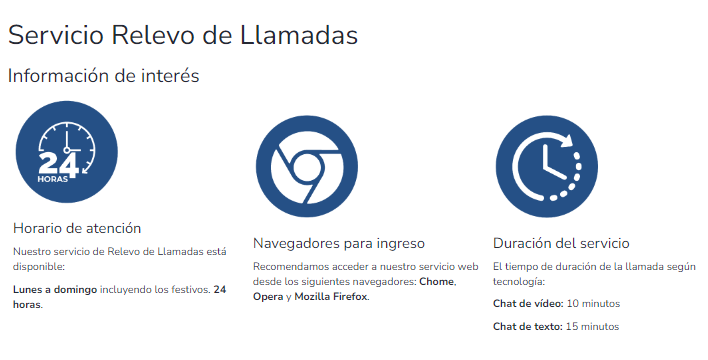 Servicio Relevo de Llamadas
Información de interés
24
HORAS
Horario de atención
Nuestro servicio de Relevo de Llamadas está
disponible:
Lunes a domingo incluyendo los festivos, 24
horas.
Navegadores para ingreso
Recomendamos acceder a nuestro servicio web
desde los siguientes navegadores: Chome,
Opera y Mozilla Firefox.
Duración del servicio
El tiempo de duración de la llamada según
tecnología:
Chat de vídeo: 10 minutos
Chat de texto: 15 minutos